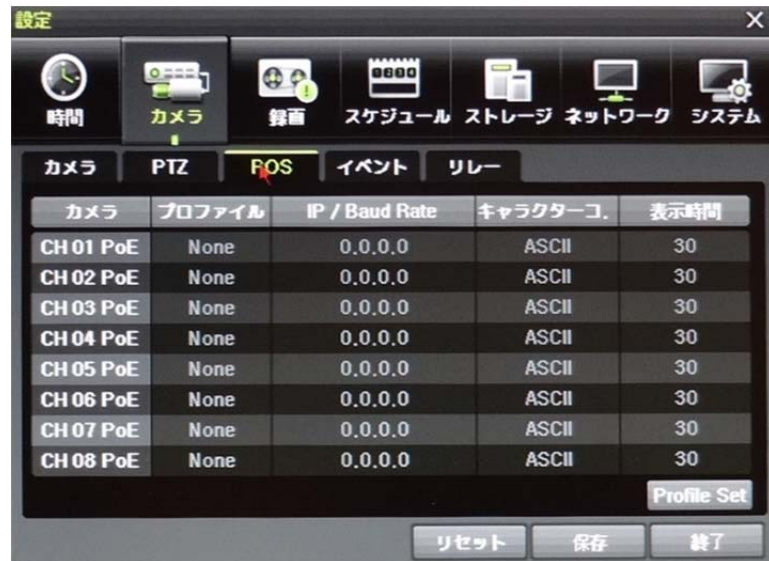 設定 X
時間 カメラ 録画 スケジュール ストレージ ネットワーク システム
カメラ PTZ POS イベント リレー
カメラ プロファイル IP / Baud Rate キャラクターコ. 表示時間
CH 01 PoE None 0.0.0.0 ASCII 30
CH 02 PoE None 0.0.0.0 ASCII 30
CH 03 PoE None 0.0.0.0 ASCII 30
CH 04 PoE None 0.0.0.0 ASCII 30
CH 05 PoE None 0.0.0.0 ASCII 30
CH 06 PoE None 0.0.0.0 ASCII 30
CH 07 PoE None 0.0.0.0 ASCII 30
CH 08 PoE None 0.0.0.0 ASCII 30
Profile Set
リセット 保存 終了